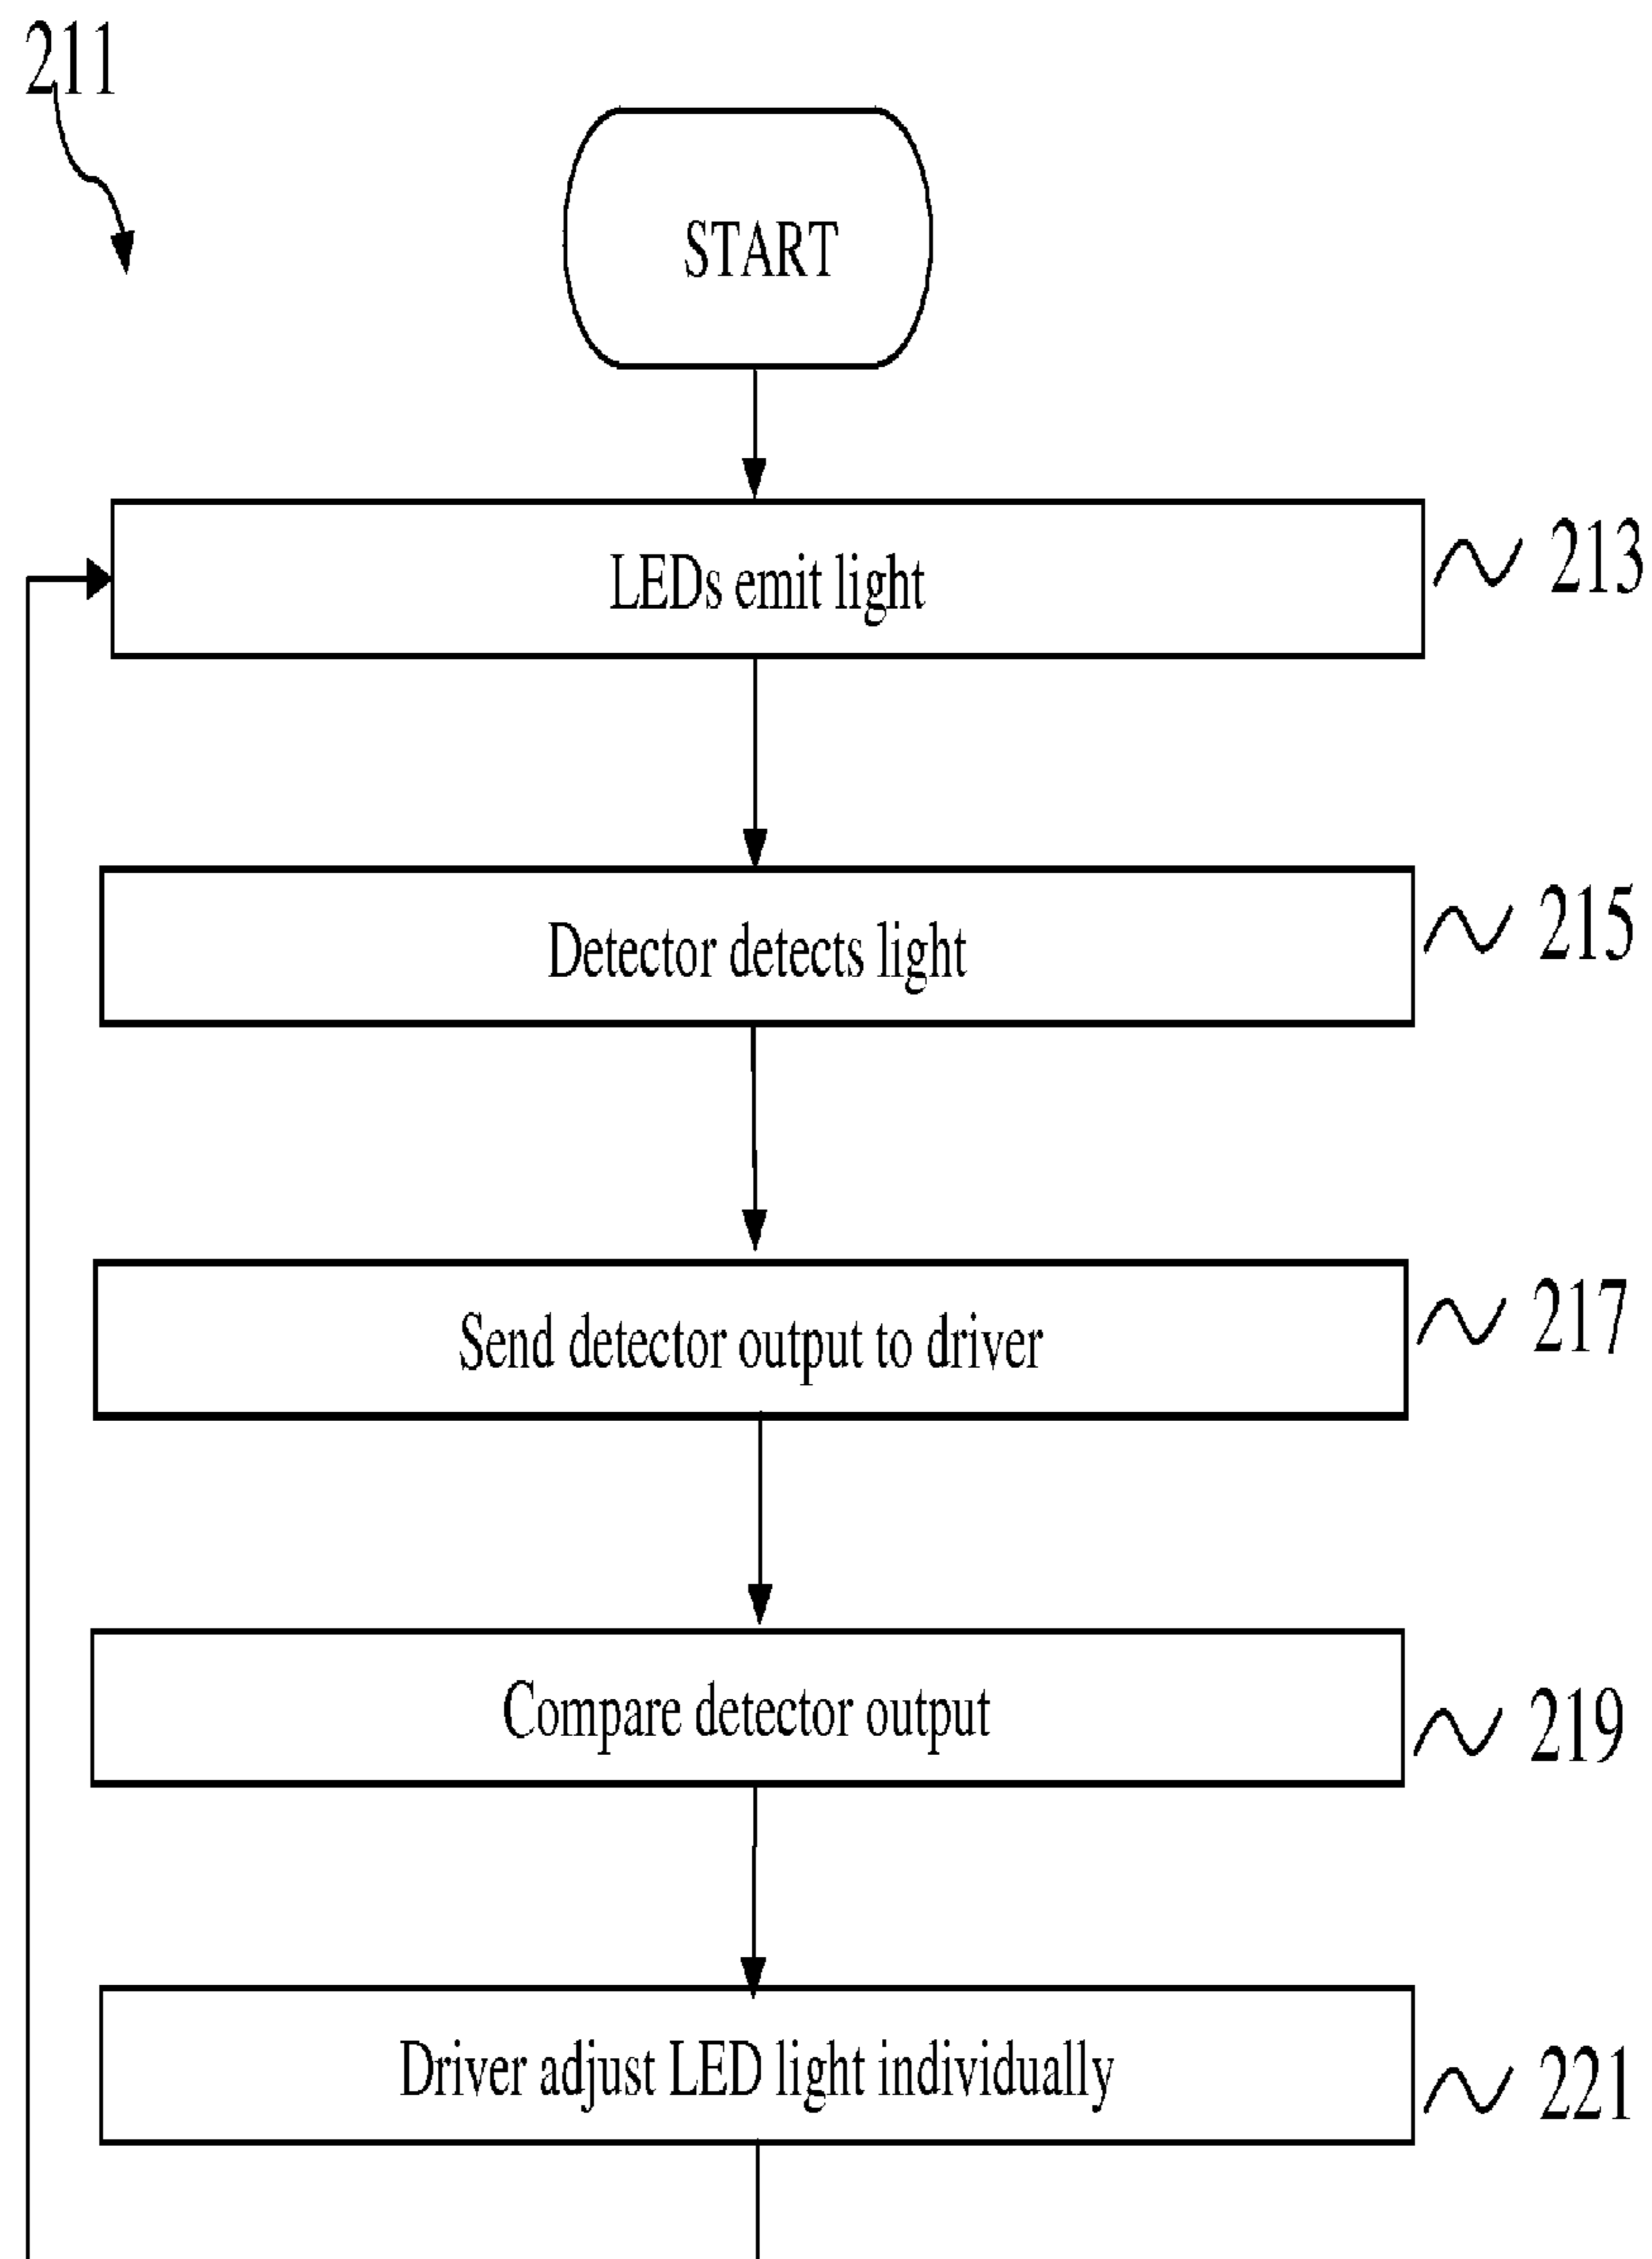 211
START
LEDs emit light
213
Detector detects light
215
Send detector output to driver
217
Compare detector output
219
Driver adjust LED light individually
221